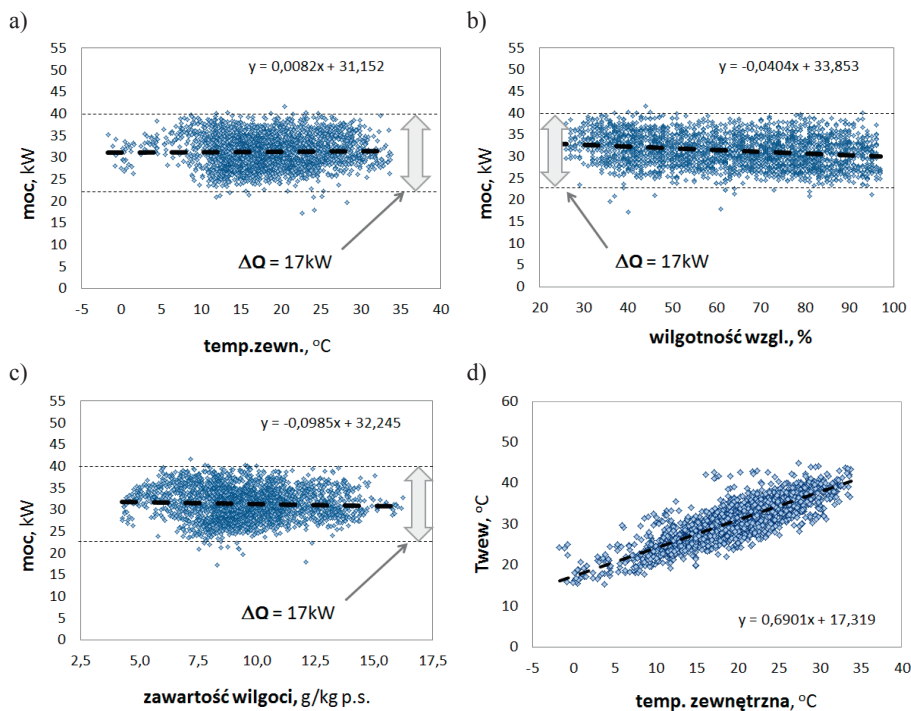 a)
55
50
45
40
35
30
25
20
15
10
5
0
moc, kW
y = 0,0082x + 31,152
ΔQ = 17kW
-5 0 5 10 15 20 25 30 35 40
temp.zewn., °C
b)
55
50
45
40
35
30
25
20
15
10
5
0
moc, kW
y = -0,0404x + 33,853
ΔQ = 17kW
20 30 40 50 60 70 80 90 100
wilgotność wzgl., %
c)
55
50
45
40
35
30
25
20
15
10
5
0
moc, kW
y = -0,0985x + 32,245
ΔQ = 17kW
2,5 5,0 7,5 10,0 12,5 15,0 17,5
zawartość wilgoci, g/kg p.s.
d)
60
50
40
30
20
10
0
Twew, °C
y = 0,6901x + 17,319
-5 0 5 10 15 20 25 30 35 40
temp. zewnętrzna, °C